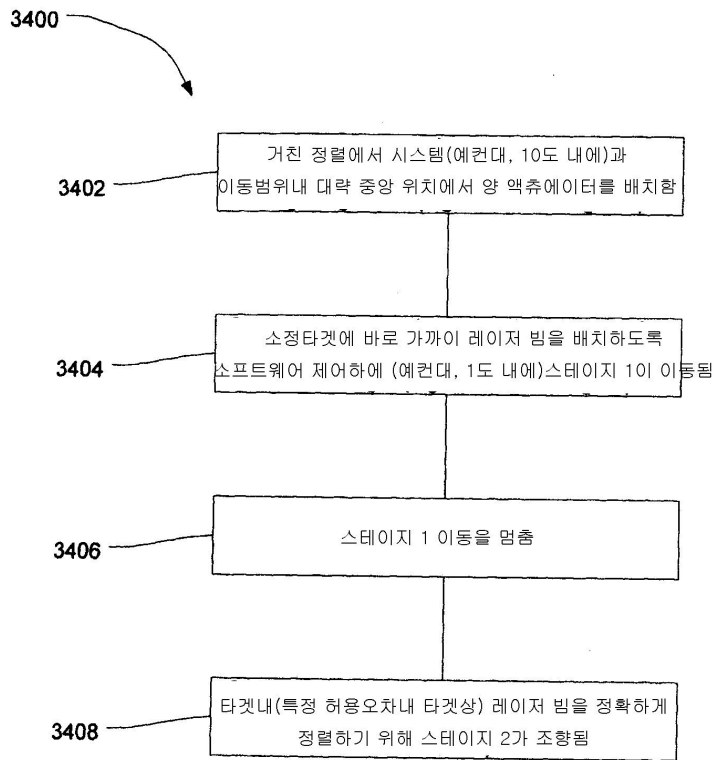 3400
3402
거친 정렬에서 시스템(예컨대, 10도 내에)과
이동범위내 대략 중앙 위치에서 양 액츄에이터를 배치함
3404
소정타겟에 바로 가까이 레이저 빔을 배치하도록
소프트웨어 제어하에 (예컨대, 1도 내에)스테이지 1이 이동됨
3406
스테이지 1 이동을 멈춤
3408
타겟내(특정 허용오차내 타겟상) 레이저 빔을 정확하게
정렬하기 위해 스테이지 2가 조향됨